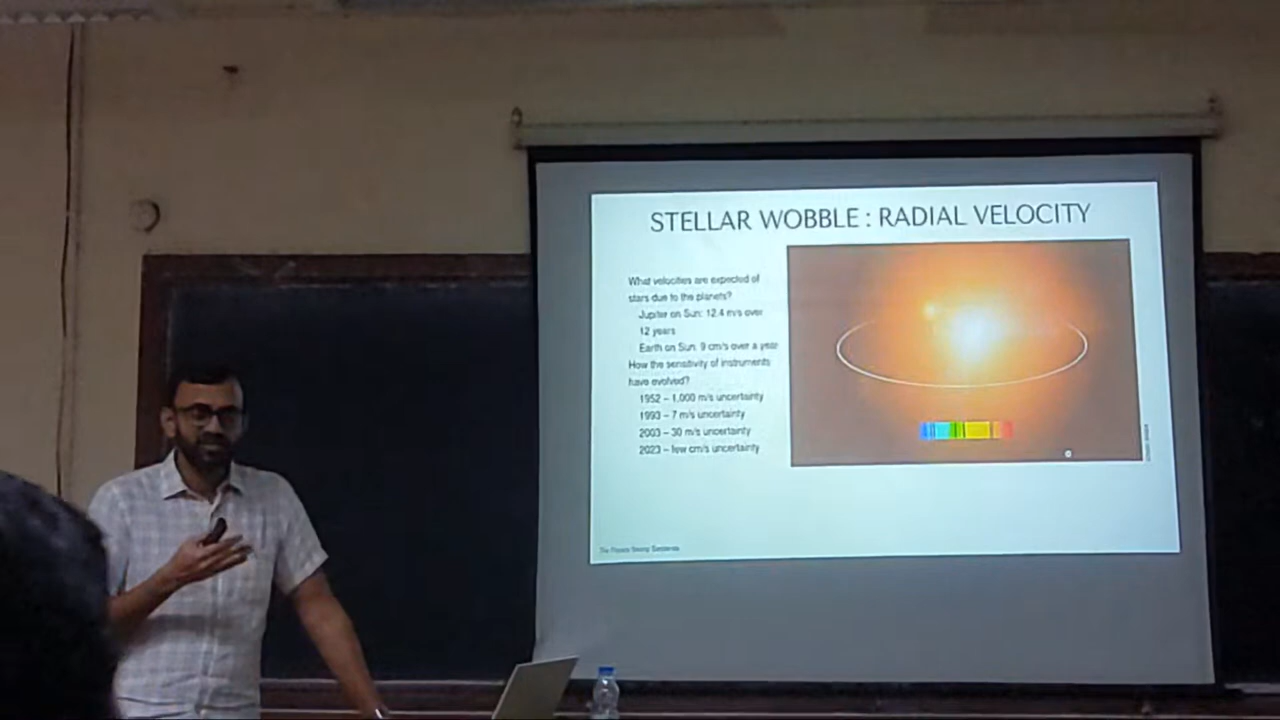 STELLAR WOBBLE : RADIAL VELOCITY
What velocities are expected of
stars due to the planets?
Jupiter on Sun: 12.4 m/s over
12 years
Earth on Sun: 9 cm/s over a year
How the sensitivity of instruments
have evolved?
1952 – 1,000 m/s uncertainty
1993 – 7 m/s uncertainty
2003 – 30 m/s uncertainty
2023 – few cm/s uncertainty
The